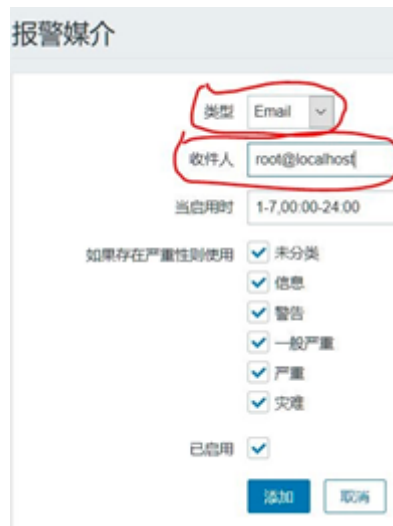 报警媒介
类型 Email
收件人 root@localhost
当启用时 1-7,00:00-24:00
如果存在严重性则使用 未分类
信息
警告
一般严重
严重
灾难
已启用
添加 取消